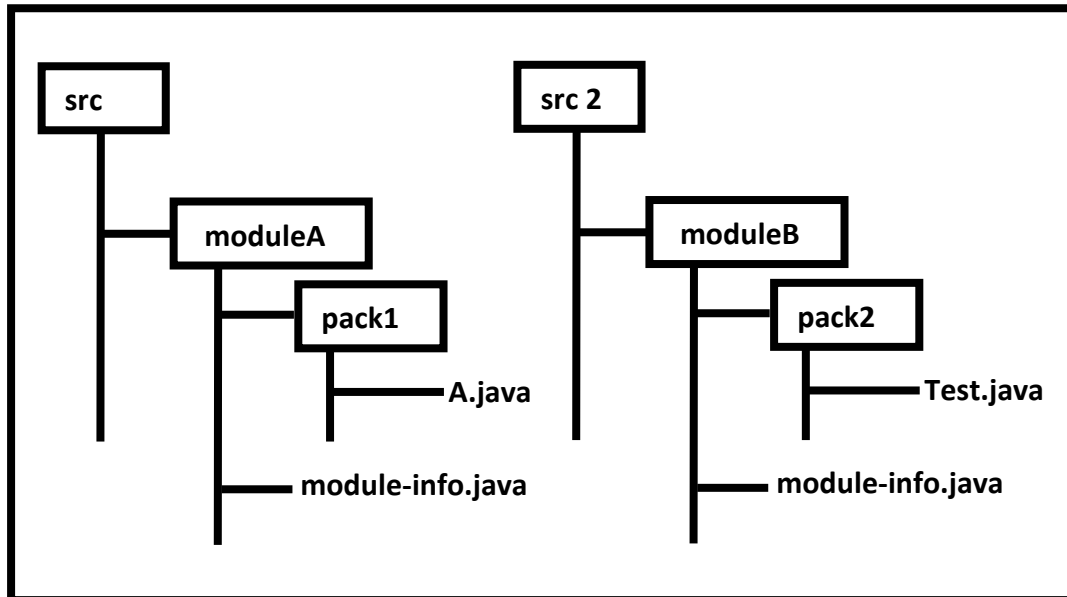 src
moduleA
pack1
A.java
module-info.java
src 2
moduleB
pack2
Test.java
module-info.java